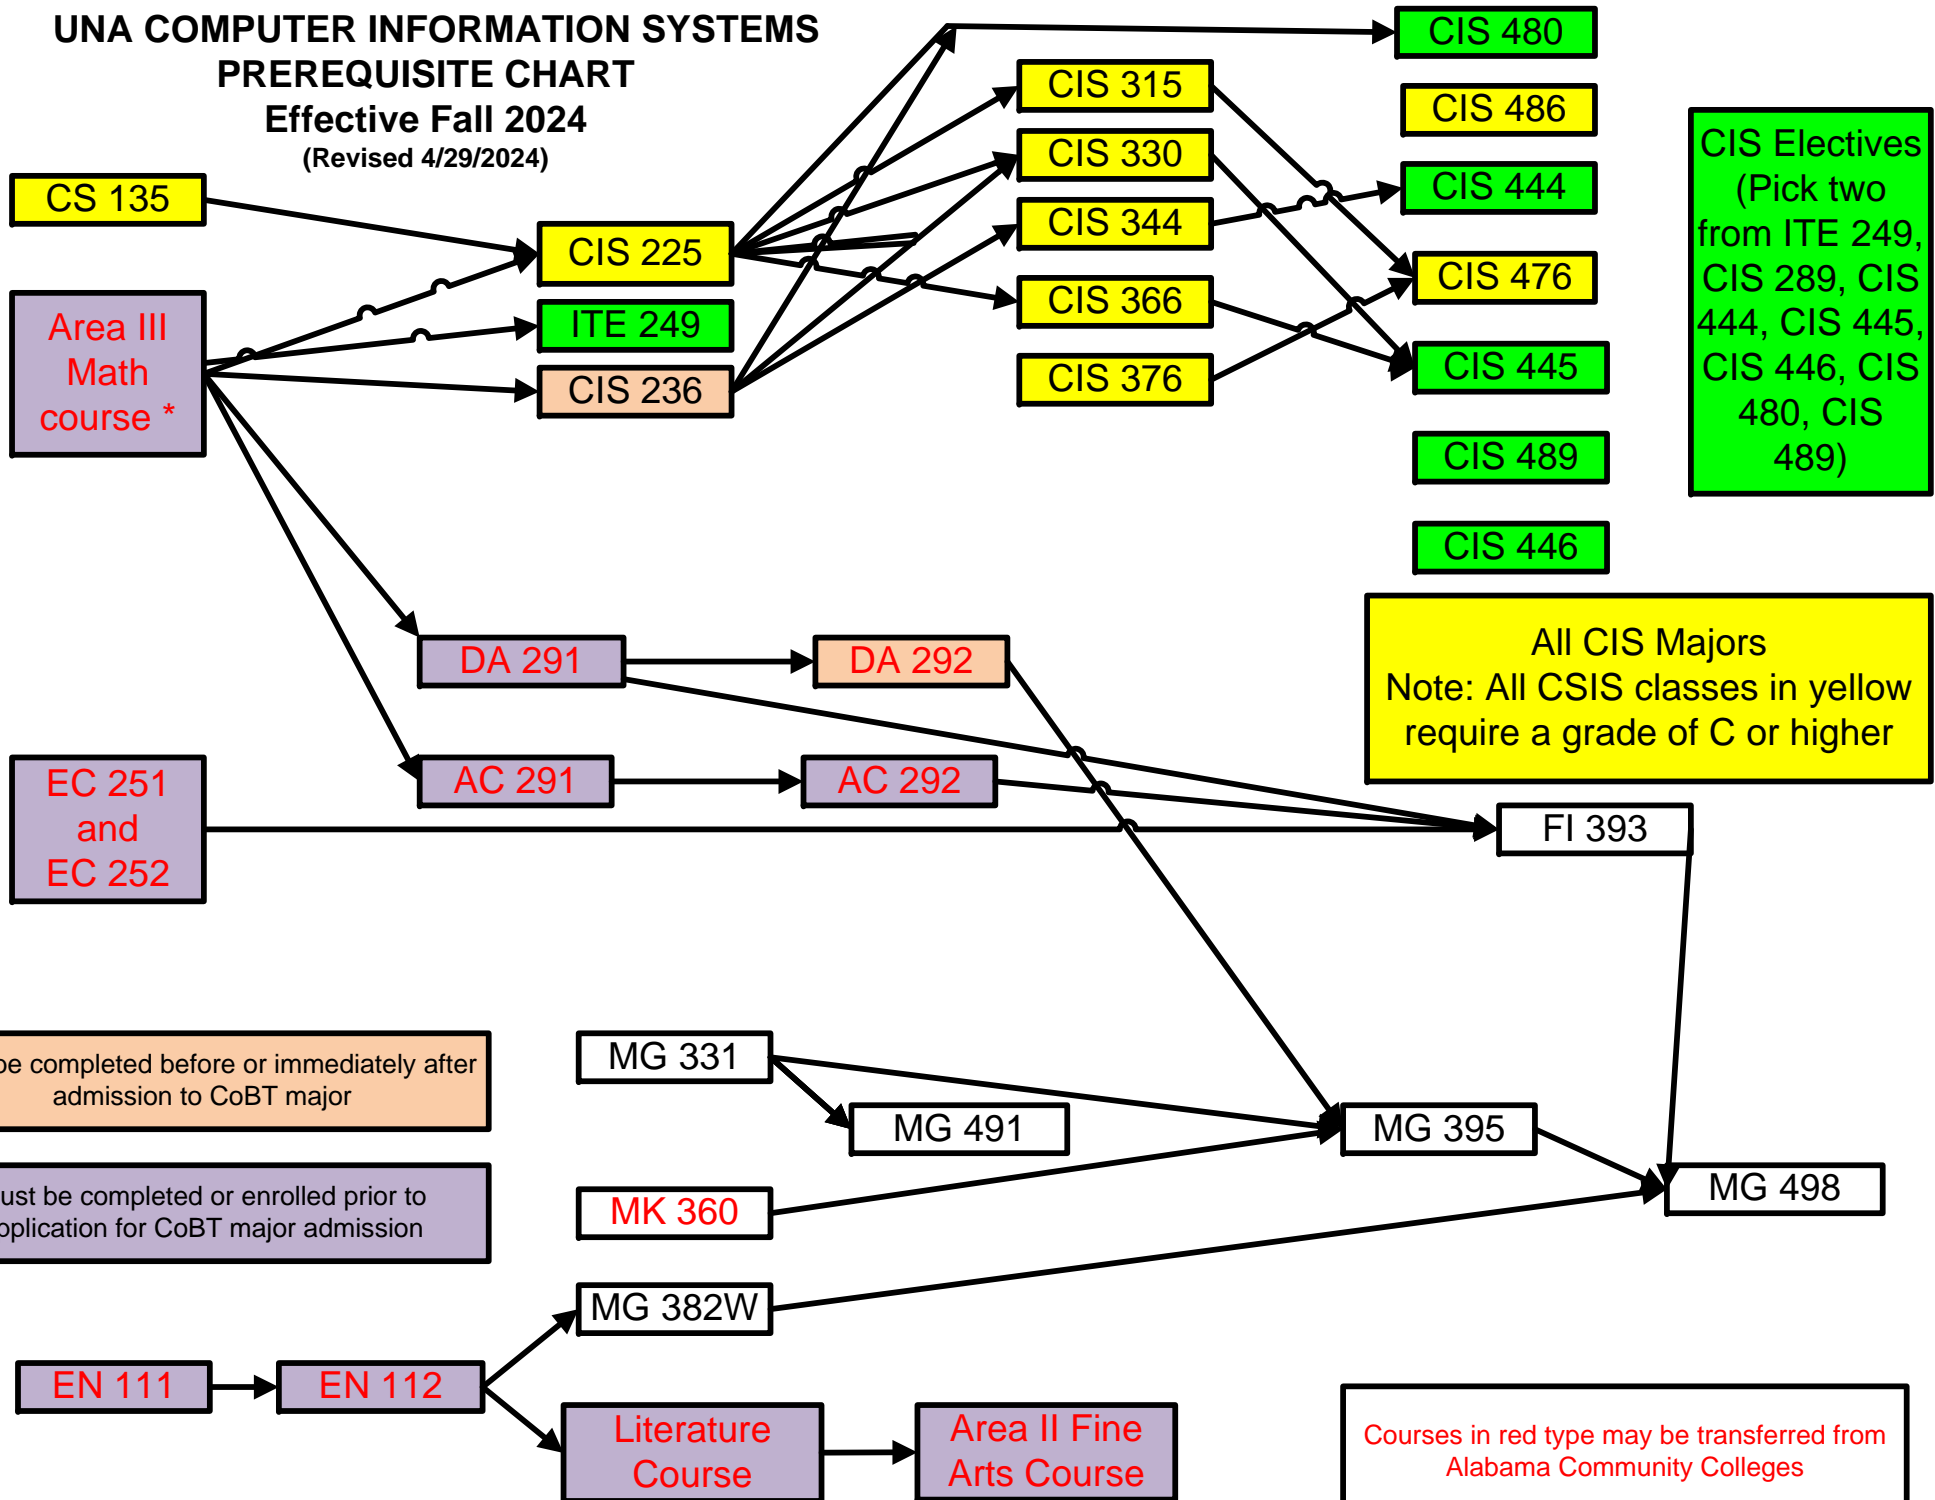 UNA COMPUTER INFORMATION SYSTEMS
PREREQUISITE CHART
Effective Fall 2024
(Revised 4/29/2024)
CIS 480
CIS 315
CIS 486
CIS 330
CS 135
CIS 444
CIS 344
CIS 225
CIS 476
CIS 366
ITE 249
CIS 376
CIS 445
CIS 236
Area III
Math
course *
CIS 489
CIS 446
CIS Electives
(Pick two
from ITE 249,
CIS 289, CIS
444, CIS 445,
CIS 446, CIS
480, CIS
489)
DA 291
DA 292
All CIS Majors
Note: All CSIS classes in yellow
require a grade of C or higher
AC 291
AC 292
EC 251
and
EC 252
FI 393
be completed before or immediately after
admission to CoBT major
MG 331
MG 491
MG 395
ust be completed or enrolled prior to
pplication for CoBT major admission
MK 360
MG 498
MG 382W
EN 111
EN 112
Literature
Course
Area II Fine
Arts Course
Courses in red type may be transferred from
Alabama Community Colleges